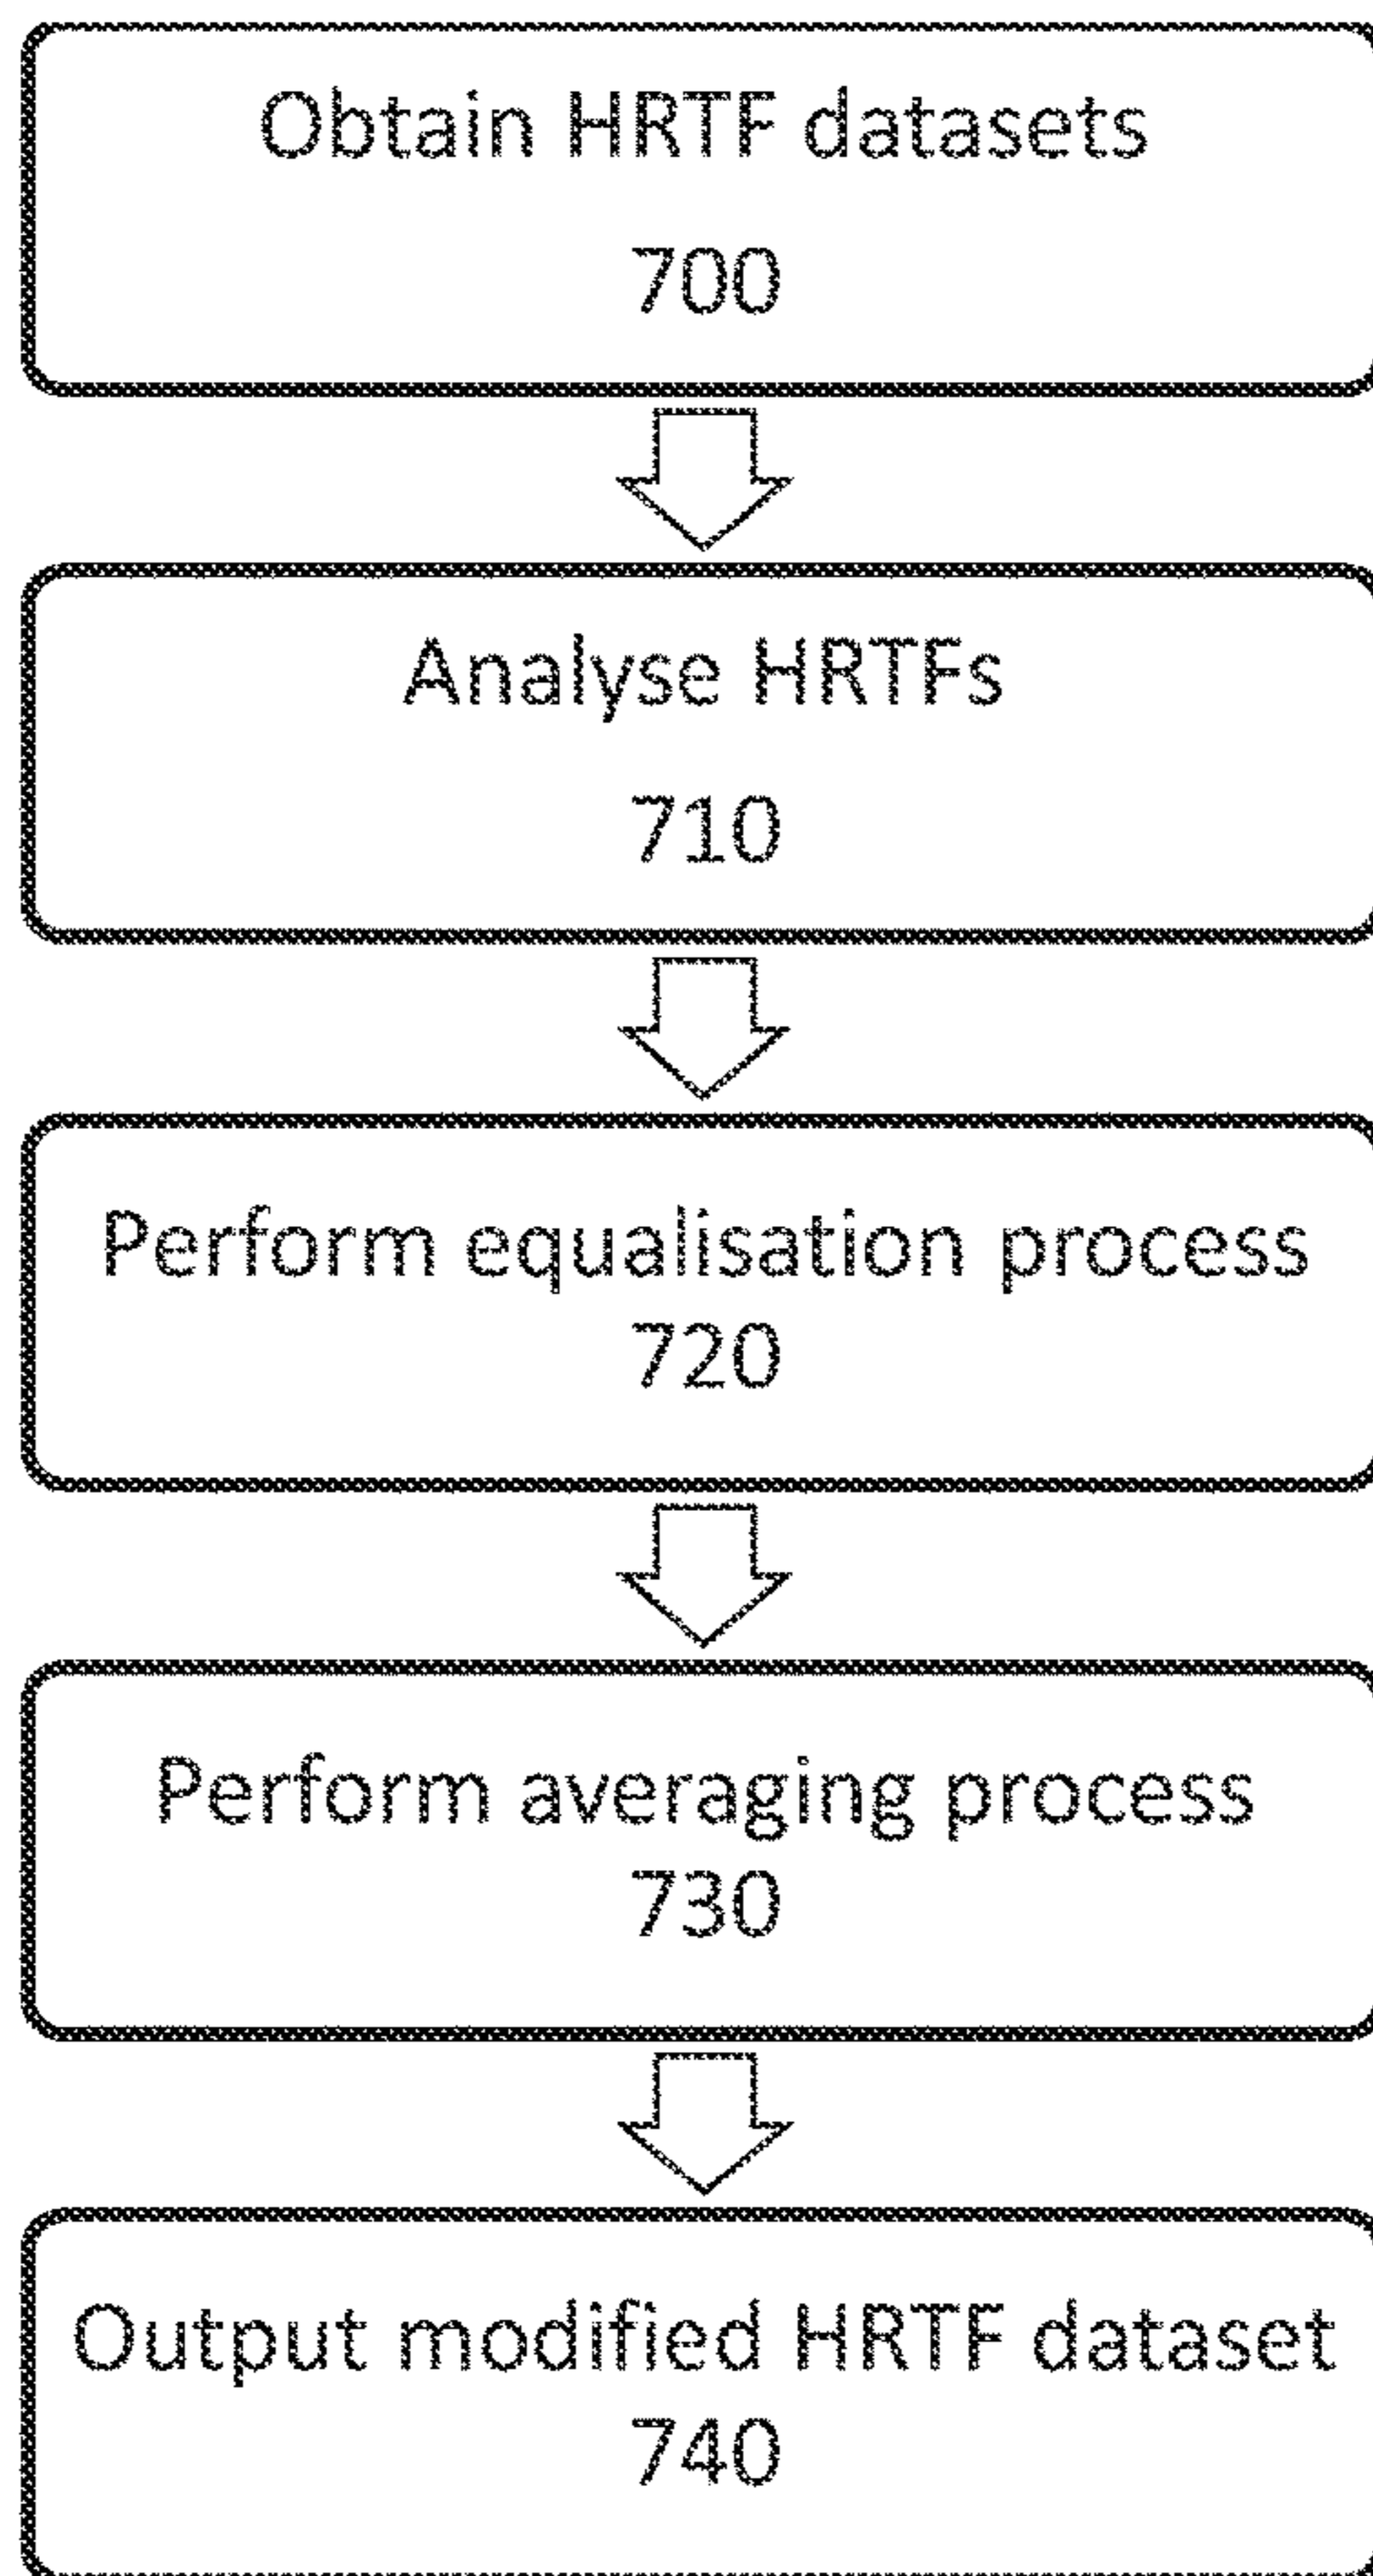 Obtain HRTF datasets
700
Analyse HRTFs
710
Perform equalisation process
720
Perform averaging process
730
Output modified HRTF dataset
740